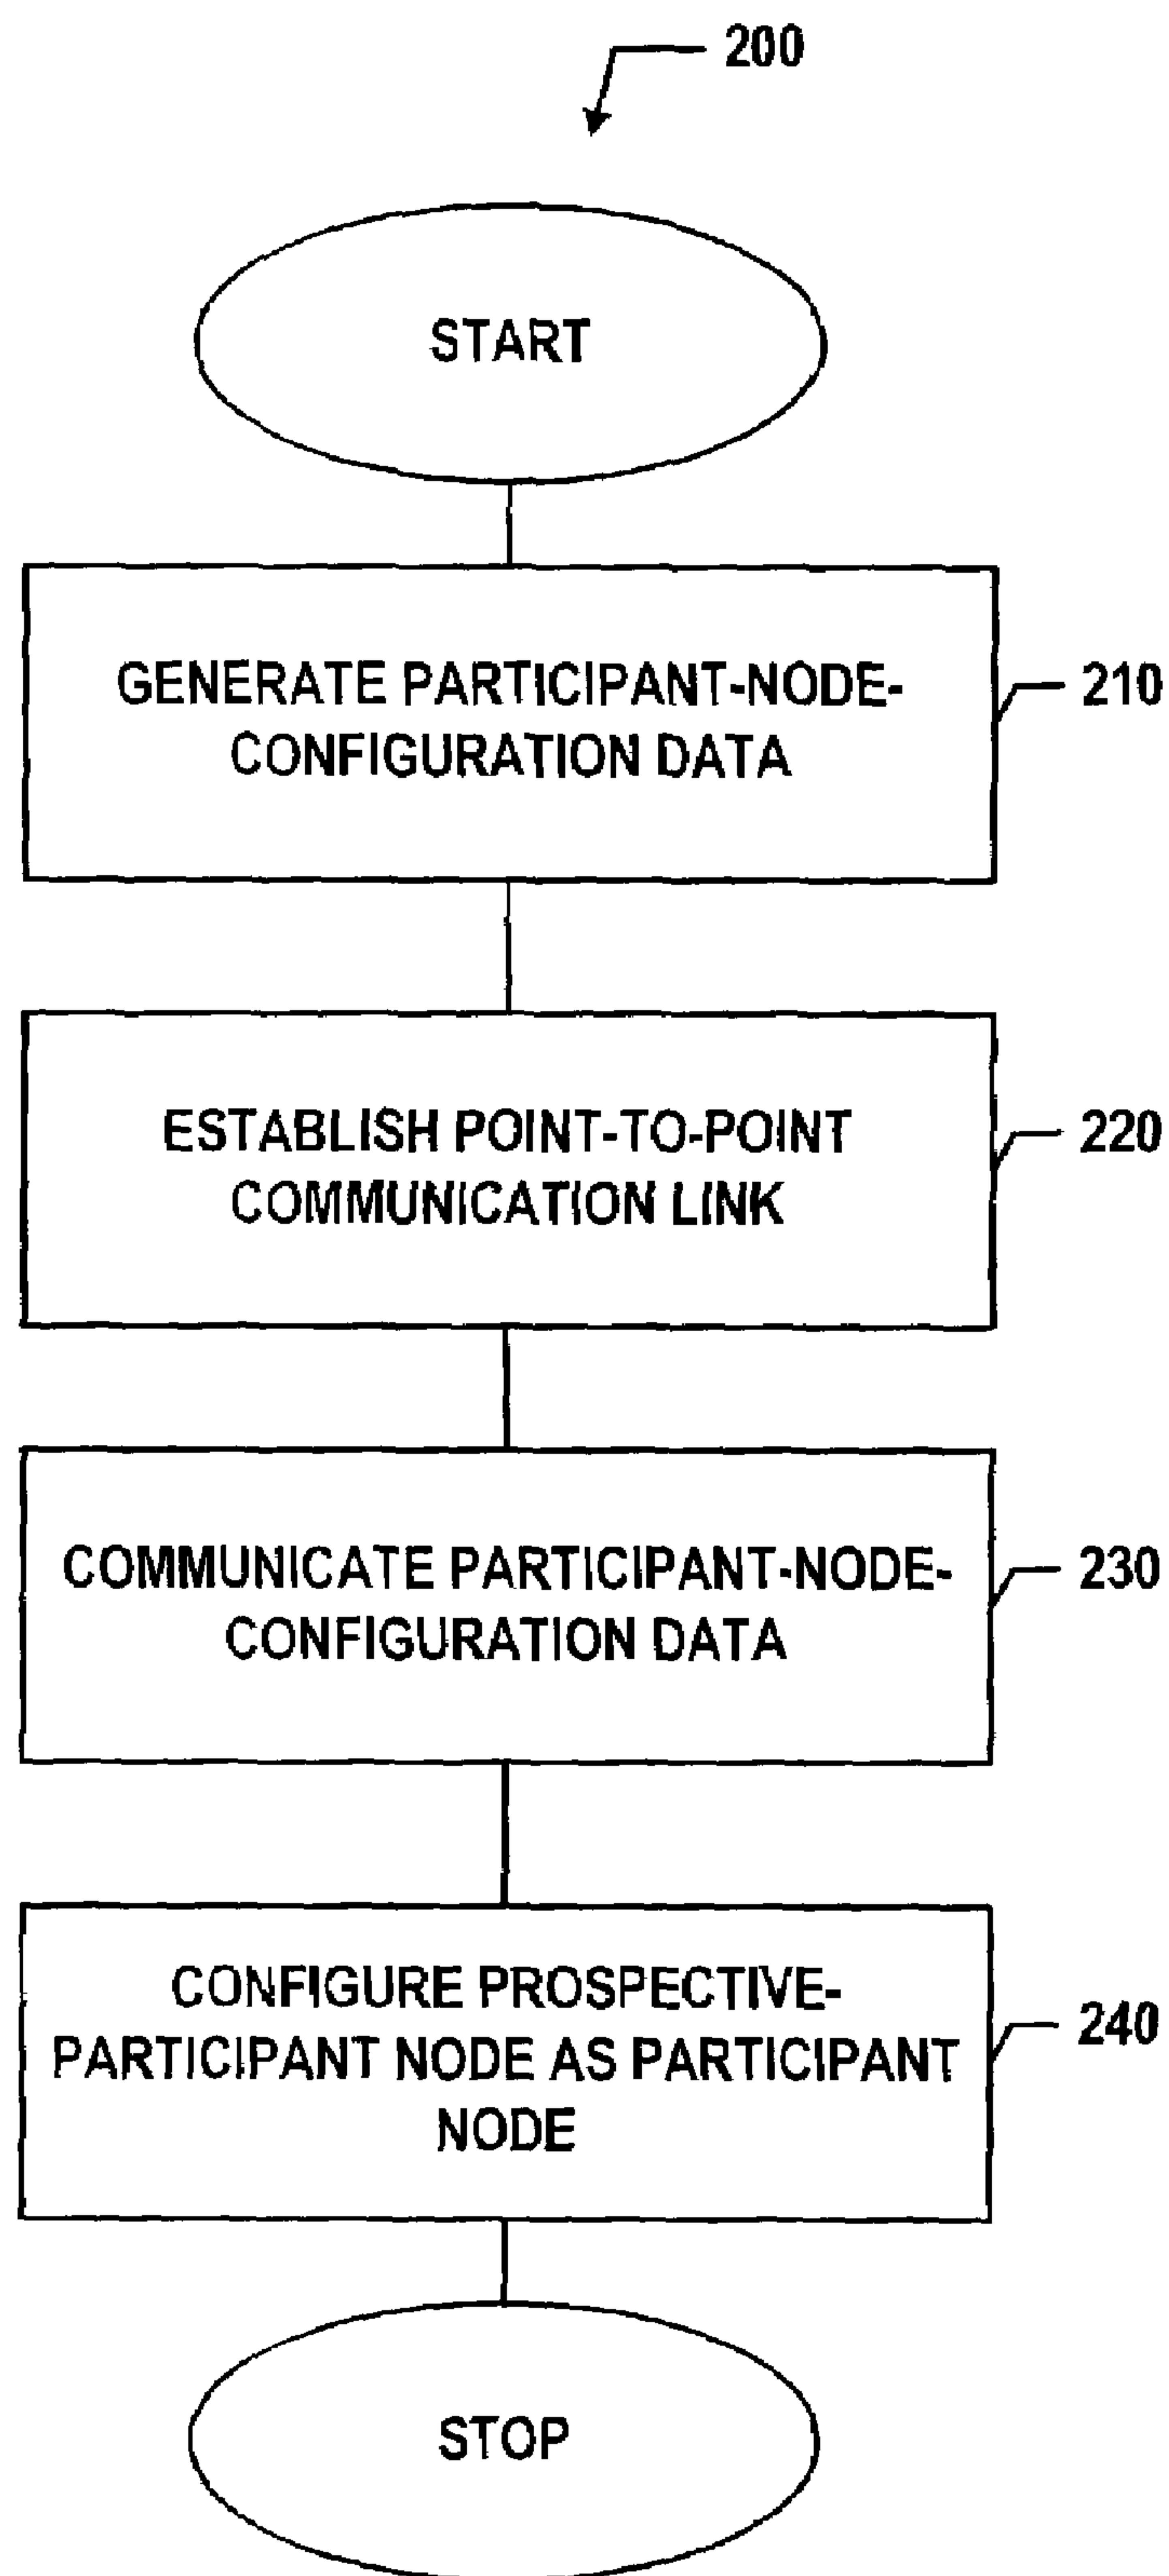 200
START
GENERATE PARTICIPANT-NODE-
CONFIGURATION DATA
210
ESTABLISH POINT-TO-POINT
COMMUNICATION LINK
220
COMMUNICATE PARTICIPANT-NODE-
CONFIGURATION DATA
230
CONFIGURE PROSPECTIVE-
PARTICIPANT NODE AS PARTICIPANT
NODE
240
STOP